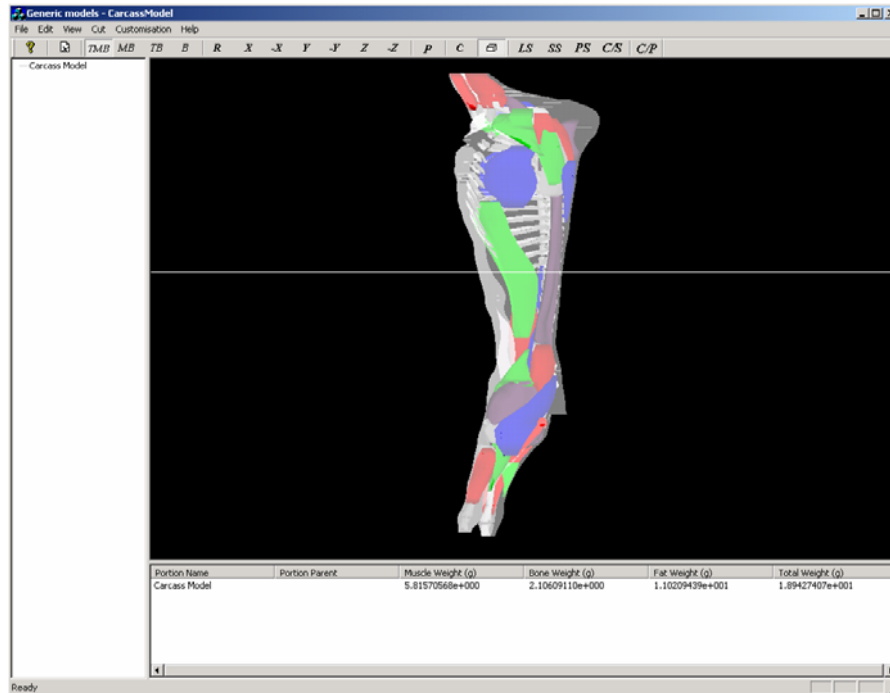 Generic models - CarcassModel
File Edit View Cut Customisation Help
TMB MB TB B R X -X Y -Y Z -Z P C LS SS PS C/S C/P
Carcass Model
Portion Name Portion Parent Muscle Weight (g) Bone Weight (g) Fat Weight (g) Total Weight (g)
Carcass Model 5.81570568e+000 2.10609110e+000 1.10209439e+001 1.89427407e+001
Ready